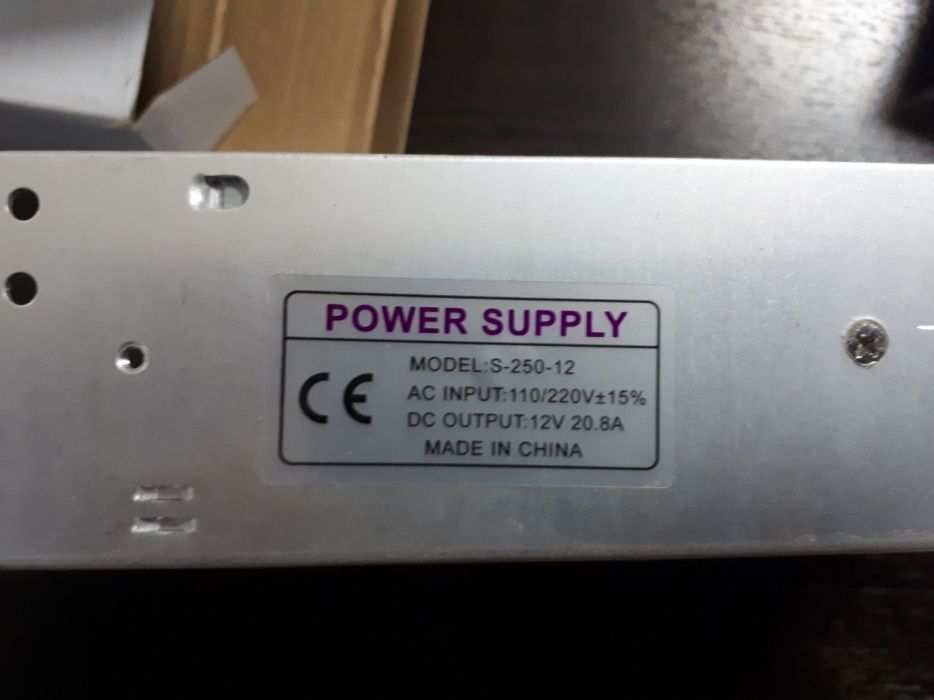 POWER SUPPLY
MODEL:S-250-12
AC INPUT:110/220V±15%
CE
DC OUTPUT:12V 20.8A
MADE IN CHINA